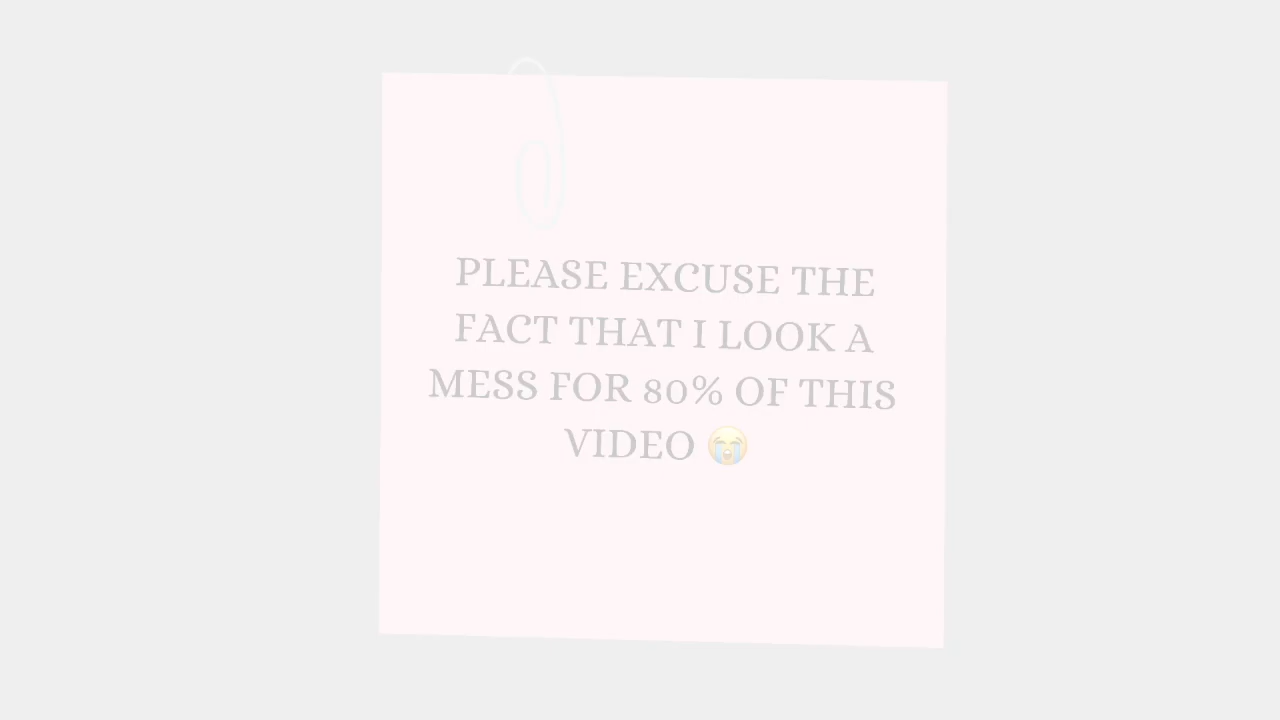 PLEASE EXCUSE THE
FACT THAT I LOOK A
MESS FOR 80% OF THIS
VIDEO 😭